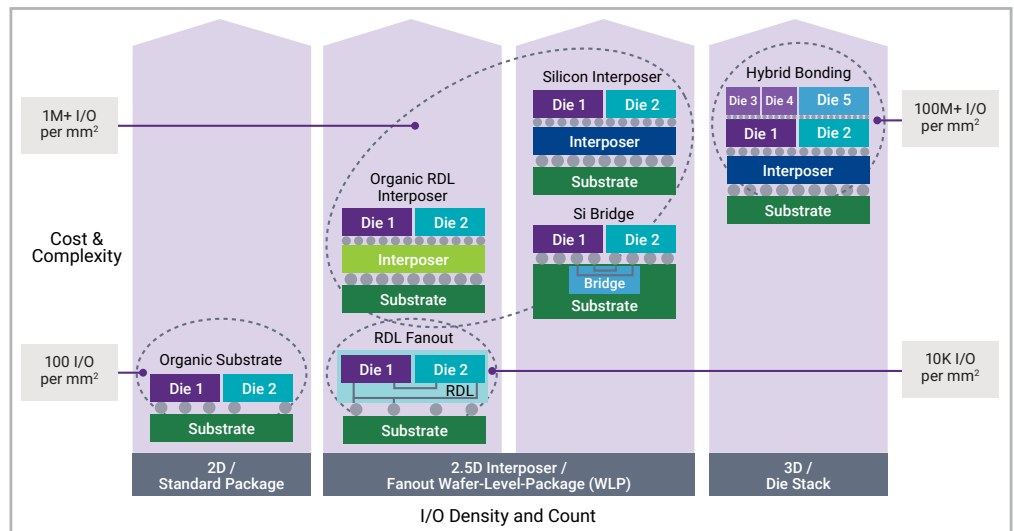 1M+ I/O
per mm²
Cost &
Complexity
100 I/O
per mm²
Organic Substrate
Die 1
Die 2
Substrate
2D /
Standard Package
Organic RDL
Interposer
Die 1
Die 2
Interposer
Substrate
RDL Fanout
Die 1
Die 2
RDL
Substrate
Silicon Interposer
Die 1
Die 2
Interposer
Substrate
Si Bridge
Die 1
Die 2
Bridge
Substrate
2.5D Interposer /
Fanout Wafer-Level-Package (WLP)
Hybrid Bonding
Die 3
Die 4
Die 5
Die 1
Die 2
Interposer
Substrate
3D /
Die Stack
100M+ I/O
per mm²
10K I/O
per mm²
I/O Density and Count